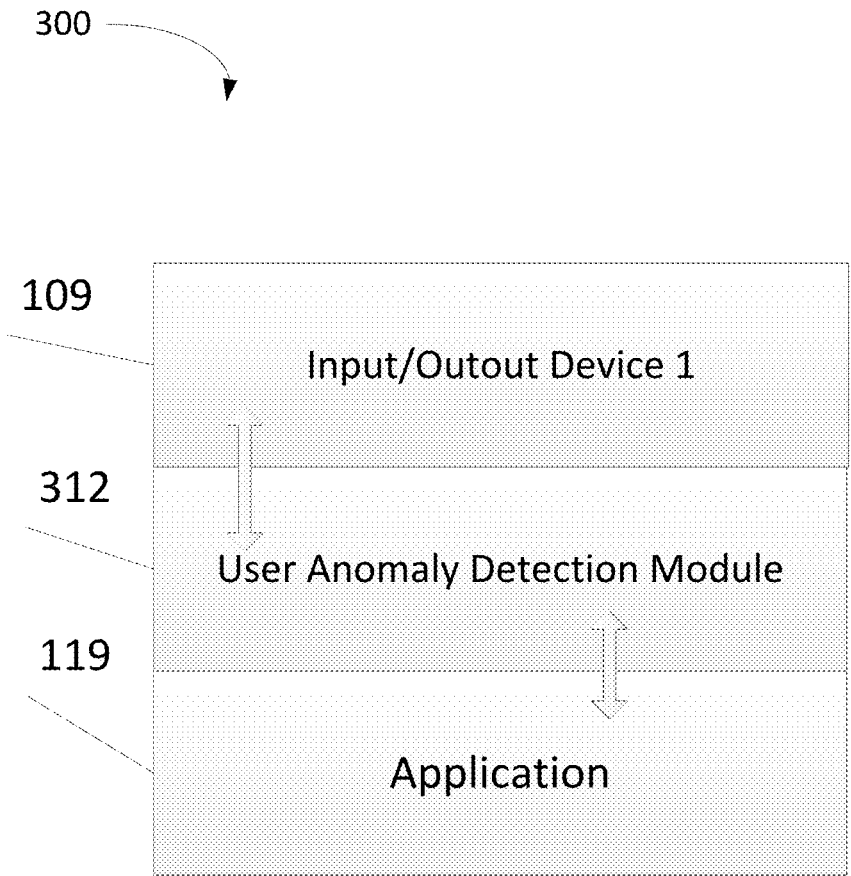 300
109
Input/Outout Device 1
312
User Anomaly Detection Module
119
Application